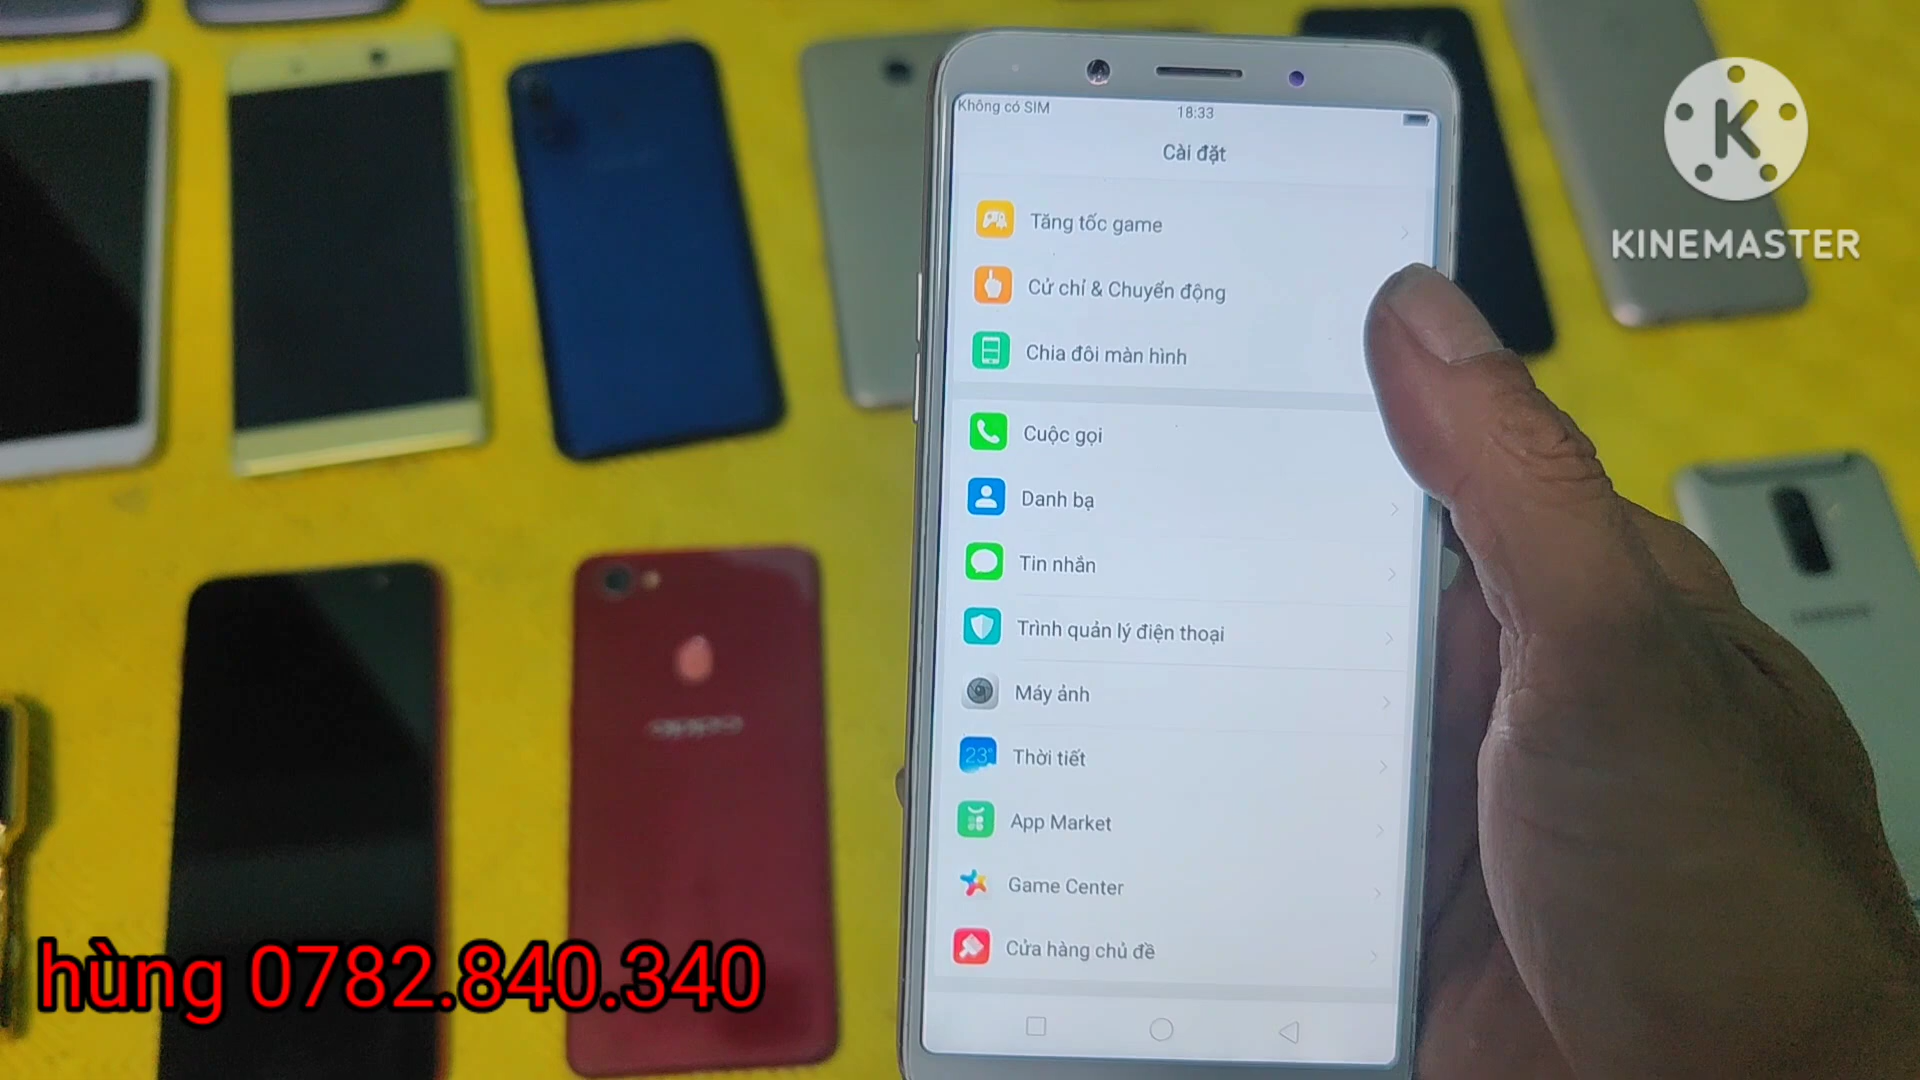 Không có SIM
18:33
Cài đặt
Tăng tốc game
Cử chỉ & Chuyển động
Chia đôi màn hình
Cuộc gọi
Danh bạ
Tin nhắn
Trình quản lý điện thoại
Máy ảnh
23°
Thời tiết
App Market
Game Center
Cửa hàng chủ đề
K
KINEMASTER
oppo
hùng 0782.840.340